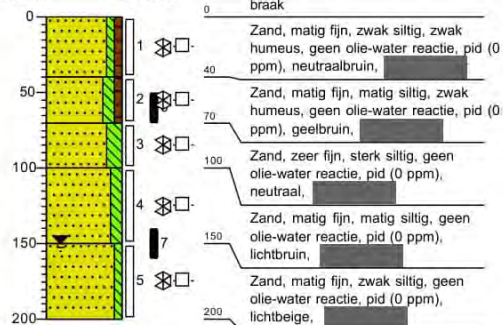 braak
0
0
Zand, matig fijn, zwak siltig, zwak
humeus, geen olie-water reactie, pid (0
ppm), neutraalbruin,
1
40
50
Zand, matig fijn, matig siltig, zwak
humeus, geen olie-water reactie, pid (0
ppm), geelbruin,
2
70
3
Zand, zeer fijn, sterk siltig, geen
olie-water reactie, pid (0 ppm),
neutraal,
100
100
4
Zand, matig fijn, matig siltig, geen
olie-water reactie, pid (0 ppm),
lichtbruin,
150
7
150
5
Zand, matig fijn, zwak siltig, geen
olie-water reactie, pid (0 ppm),
lichtbeige,
200
200